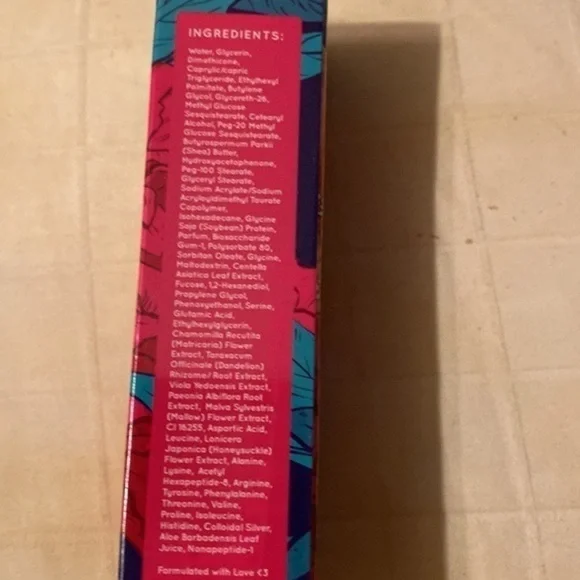 INGREDIENTS:
Water, Glycerin,
Dimethicone,
Caprylic/capric
Triglyceride, Ethylhexyl
Palmitate, Butylene
Glycol, Glycereth-26,
Methyl Glucose
Sesquistearate, Cetearyl
Alcohol, Peg-20 Methyl
Glucose Sesquistearate,
Butyrospermum Parkii
(Shea) Butter,
Hydroxyacetophenone,
Peg-100 Stearate,
Glyceryl Stearate,
Sodium Acrylate/Sodium
Acryloyldimethyl Taurate
Copolymer,
Isohexadecane, Glycine
Soja (Soybean) Protein,
Parfum, Biosaccharide
Gum-1, Polysorbate 80,
Sorbitan Oleate, Glycine,
Maltodextrin, Centella
Asiatica Leaf Extract,
Fucose, 1,2-Hexanediol,
Propylene Glycol,
Phenoxyethanol, Serine,
Glutamic Acid,
Ethylhexylglycerin,
Chamomilla Recutita
(Matricaria) Flower
Extract, Taraxacum
Officinale (Dandelion)
Rhizome/ Root Extract,
Viola Yedoensis Extract,
Paeonia Albiflora Root
Extract, Malva Sylvestris
(Mallow) Flower Extract,
CI 16255, Aspartic Acid,
Leucine, Lonicera
Japonica (Honeysuckle)
Flower Extract, Alanine,
Lysine, Acetyl
Hexapeptide-8, Arginine,
Tyrosine, Phenylalanine,
Threonine, Valine,
Proline, Isoleucine,
Histidine, Colloidal Silver,
Aloe Barbadensis Leaf
Juice, Nonapeptide-1
Formulated with Love <3